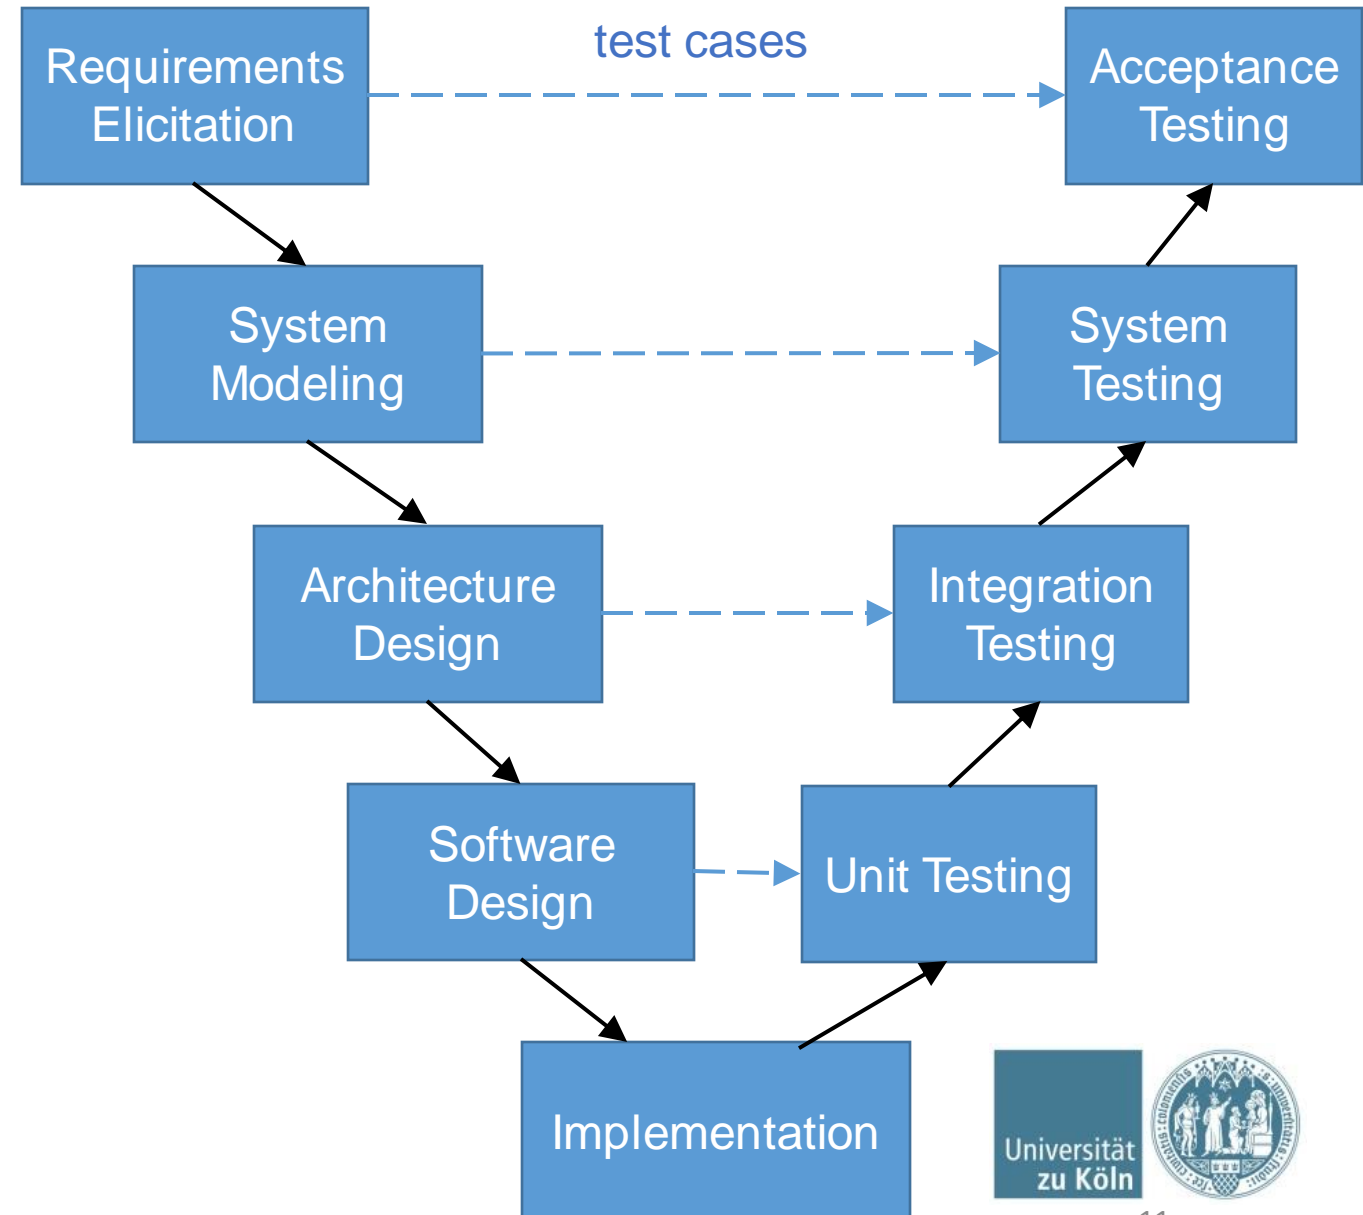 Requirements
Elicitation
test cases
Acceptance
Testing
System
Modeling
System
Testing
Architecture
Design
Integration
Testing
Software
Design
Unit Testing
Implementation
Universität
zu Köln